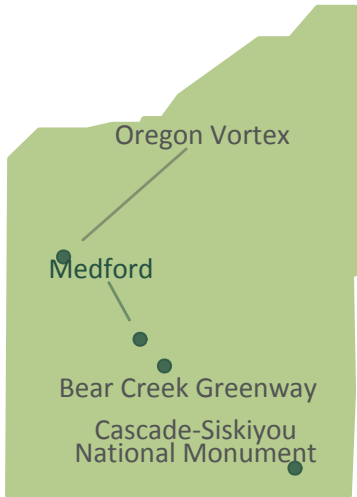 Oregon Vortex
Medford
Bear Creek Greenway
Cascade-Siskiyou
National Monument